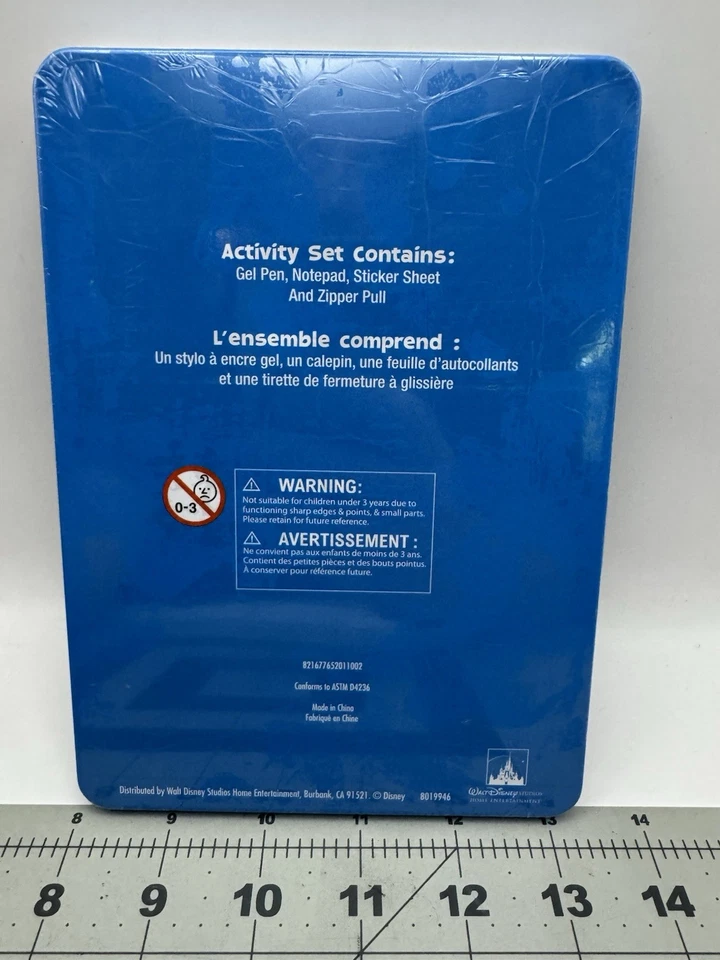 Activity Set Contains:
Gel Pen, Notepad, Sticker Sheet
And Zipper Pull
L'ensemble comprend :
Un stylo à encre gel, un calepin, une feuille d'autocollants
et une tirette de fermeture à glissière
0-3
WARNING:
Not suitable for children under 3 years due to
functioning sharp edges & points, & small parts.
Please retain for future reference.
AVERTISSEMENT :
Ne convient pas aux enfants de moins de 3 ans.
Contient des petites pièces et des bouts pointus.
À conserver pour référence future.
821677652011002
Conforms to ASTM D4236
Made in China
Fabriqué en Chine
Distributed by Walt Disney Studios Home Entertainment, Burbank, CA 91521. © Disney 8019946
WALT DISNEY STUDIOS
HOME ENTERTAINMENT
8 9 10 11 12 13 14
8 9 10 11 12 13 14